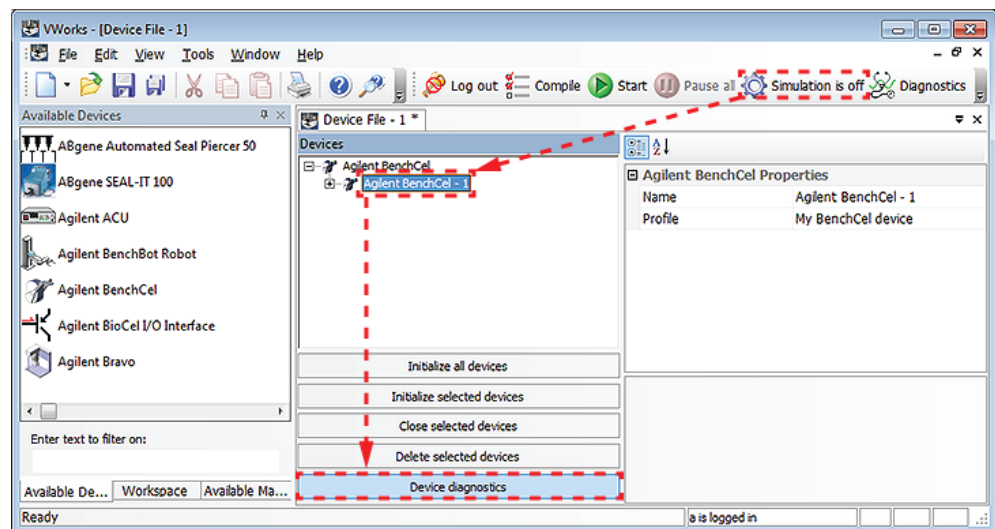 VWorks - [Device File - 1]
File Edit View Tools Window Help
Log out Compile Start Pause all Simulation is off Diagnostics
Available Devices
ABgene Automated Seal Piercer 50
ABgene SEAL-IT 100
Agilent ACU
Agilent BenchBot Robot
Agilent BenchCel
Agilent BioCel I/O Interface
Agilent Bravo
Enter text to filter on:
Available De... Workspace Available Ma...
Device File - 1 *
Devices
Agilent BenchCel
Agilent BenchCel - 1
Initialize all devices
Initialize selected devices
Close selected devices
Delete selected devices
Device diagnostics
Agilent BenchCel Properties
Name Agilent BenchCel - 1
Profile My BenchCel device
Ready
a is logged in